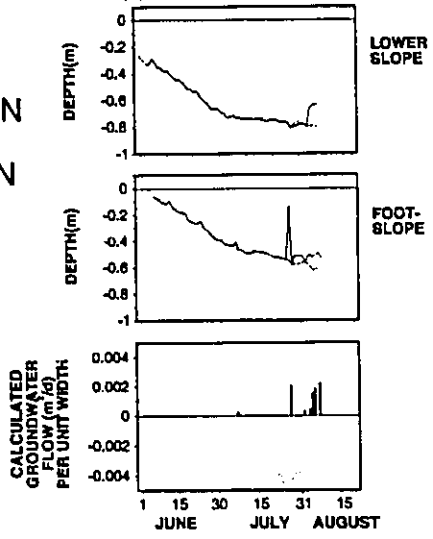 N
N
DEPTH(m)
0
-0.2
-0.4
-0.6
-0.8
-1
LOWER
SLOPE
DEPTH(m)
0
-0.2
-0.4
-0.6
-0.8
-1
FOOT-
SLOPE
CALCULATED
GROUNDWATER
FLOW (m²/d)
PER UNIT WIDTH
0.004
0.002
0
-0.002
-0.004
1 15 30 15 31 15
JUNE JULY AUGUST